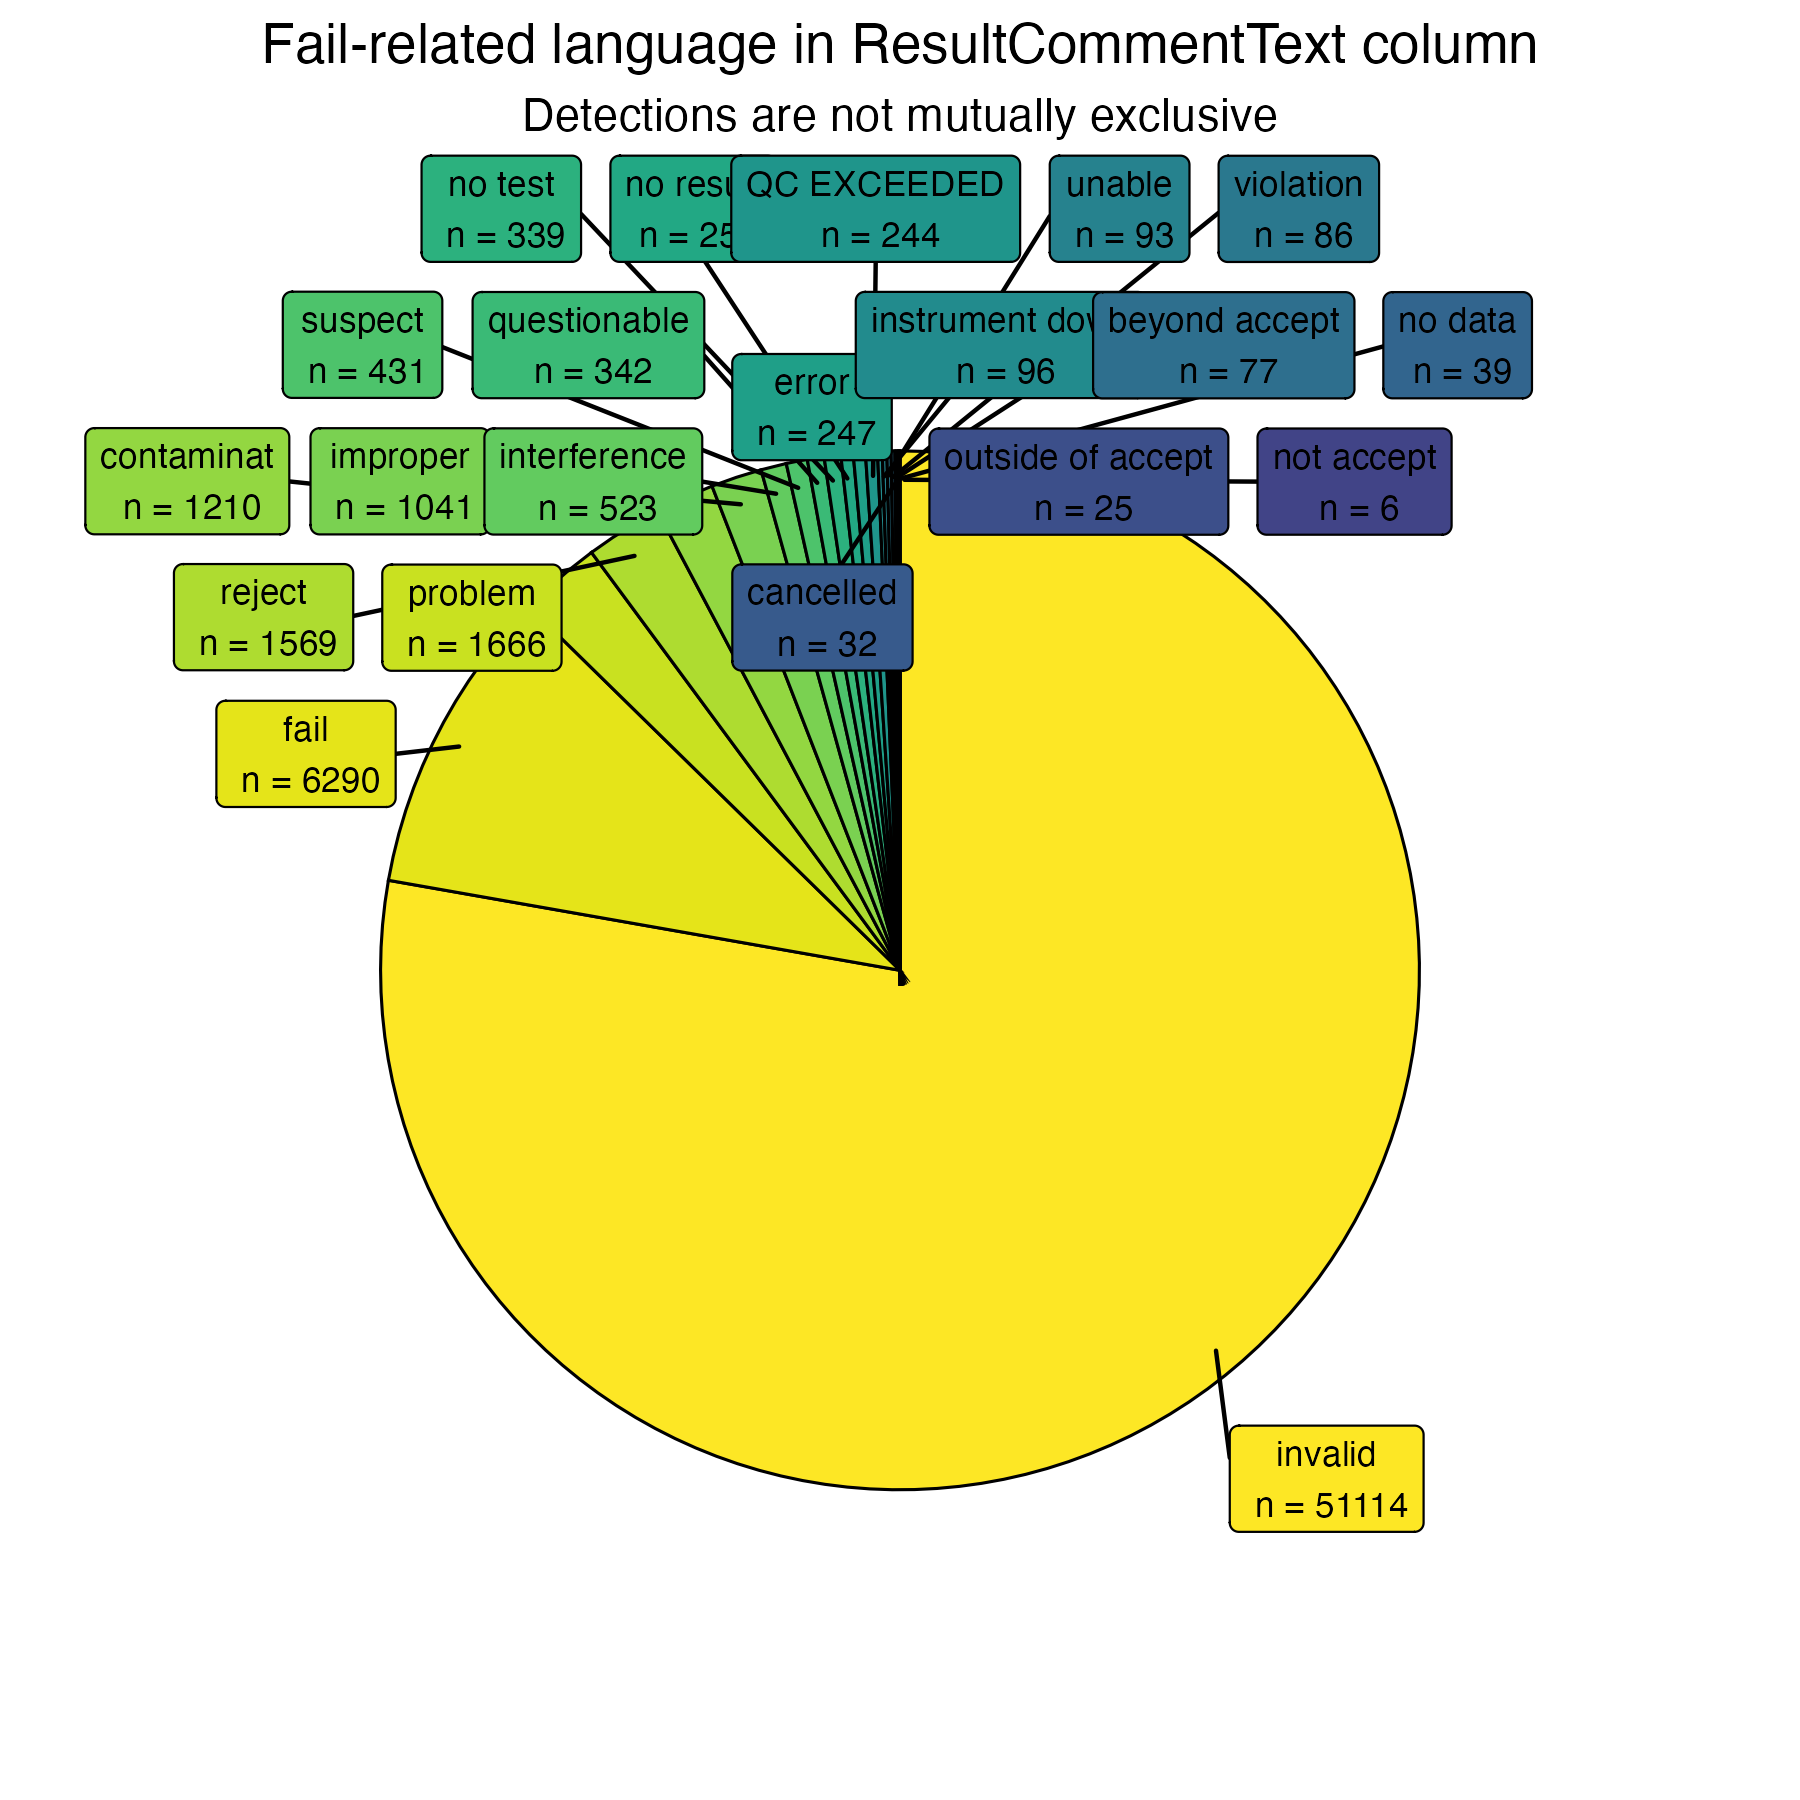 Fail-related language in ResultCommentText column
Detections are not mutually exclusive
no test
n = 339
no
n =
QC EXCEEDED
n = 244
unable
n = 93
violation
n = 86
suspect
n = 431
questionable
n = 342
error
n = 247
instrument
n = 96
beyond accept
n = 77
no data
n = 39
contaminat
n = 1210
improper
n = 1041
interference
n = 523
outside of accept
n = 25
not accept
n = 6
reject
n = 1569
problem
n = 1666
cancelled
n = 32
fail
n = 6290
invalid
n = 51114